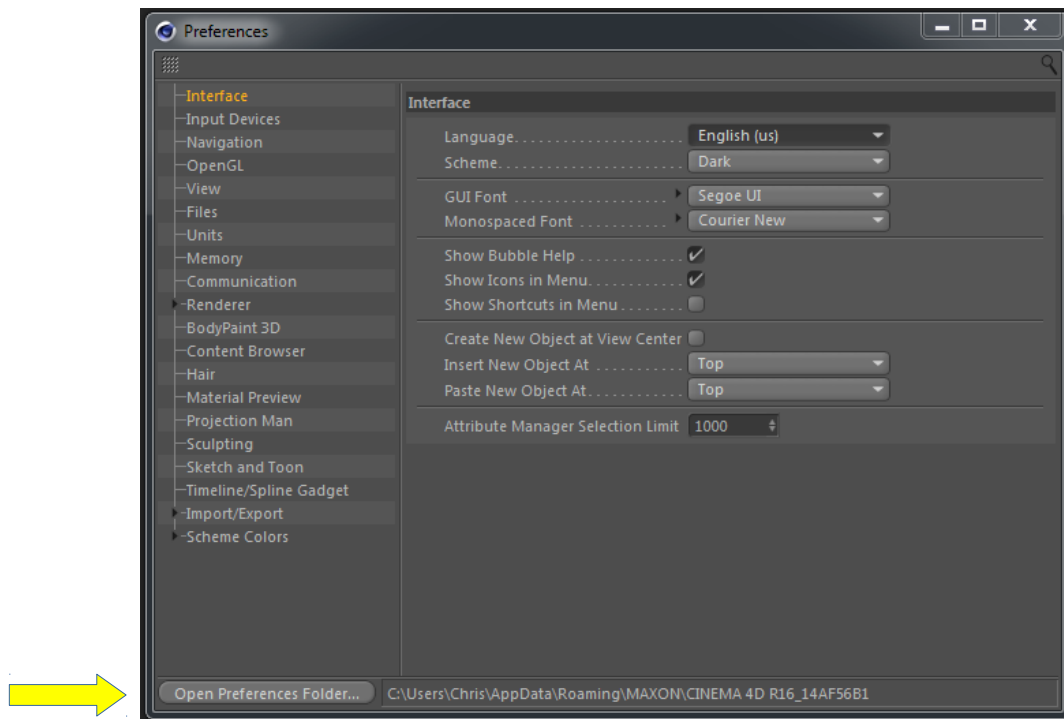 Preferences
Interface
Input Devices
Navigation
OpenGL
View
Files
Units
Memory
Communication
Renderer
BodyPaint 3D
Content Browser
Hair
Material Preview
Projection Man
Sculpting
Sketch and Toon
Timeline/Spline Gadget
Import/Export
Scheme Colors
Interface
Language. . . . . . . . . . . . . . . . . . . . . English (us)
Scheme. . . . . . . . . . . . . . . . . . . . . . . Dark
GUI Font . . . . . . . . . . . . . . . . . . . Segoe UI
Monospaced Font . . . . . . . . . . . Courier New
Show Bubble Help . . . . . . . . . . . . .
Show Icons in Menu. . . . . . . . . . . .
Show Shortcuts in Menu . . . . . . . .
Create New Object at View Center
Insert New Object At . . . . . . . . . . . Top
Paste New Object At. . . . . . . . . . . . Top
Attribute Manager Selection Limit 1000
Open Preferences Folder... C:\Users\Chris\AppData\Roaming\MAXON\CINEMA 4D R16_14AF56B1